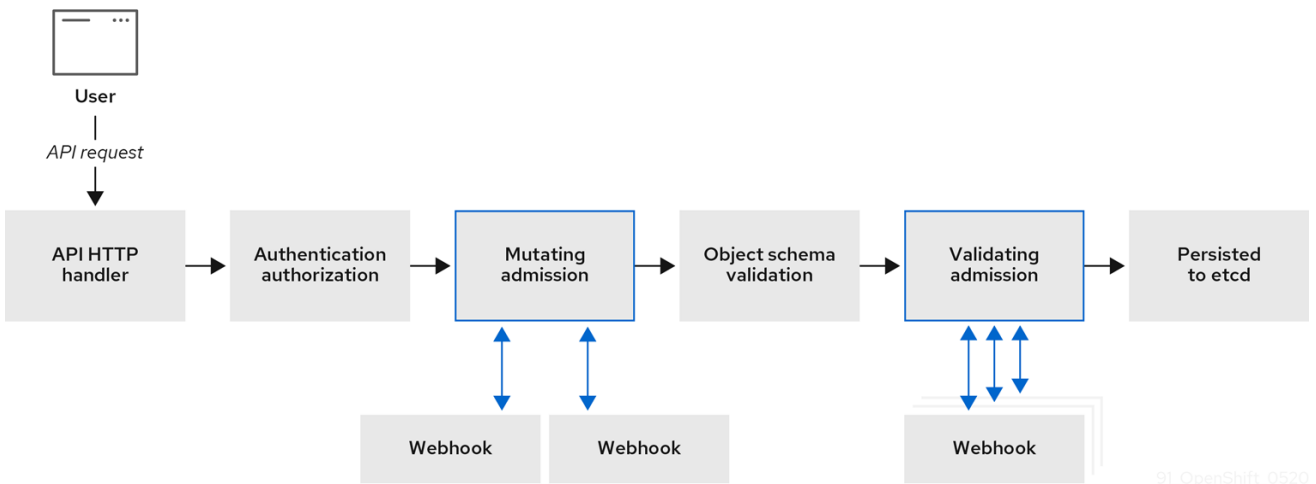 User
API request
API HTTP
handler
Authentication
authorization
Mutating
admission
Object schema
validation
Validating
admission
Persisted
to etcd
Webhook
Webhook
Webhook
91_OpenShift_0520